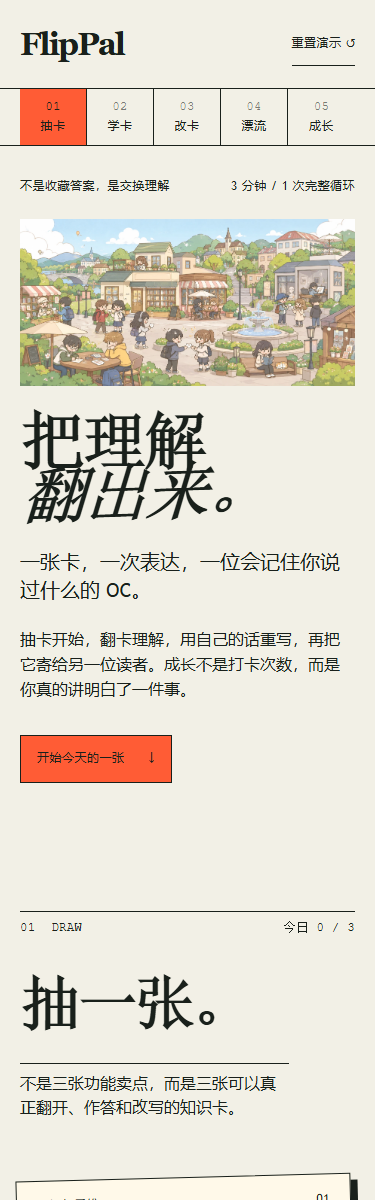 FlipPal
重置演示 ↺
01 02 03 04 05
抽卡 学卡 改卡 漂流 成长
不是收藏答案，是交换理解 3 分钟 / 1 次完整循环
把理解
翻出来。
一张卡，一次表达，一位会记住你说
过什么的 OC。
抽卡开始，翻卡理解，用自己的话重写，再把
它寄给另一位读者。成长不是打卡次数，而是
你真的讲明白了一件事。
开始今天的一张 ↓
01 DRAW 今日 0 / 3
抽一张。
不是三张功能卖点，而是三张可以真
正翻开、作答和改写的知识卡。
01